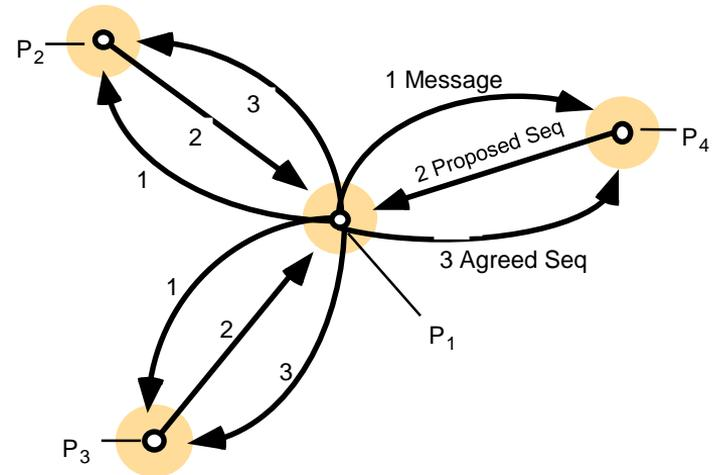 P2
3
1 Message
2
2 Proposed Seq
P4
1
3 Agreed Seq
1
2
P1
3
P3